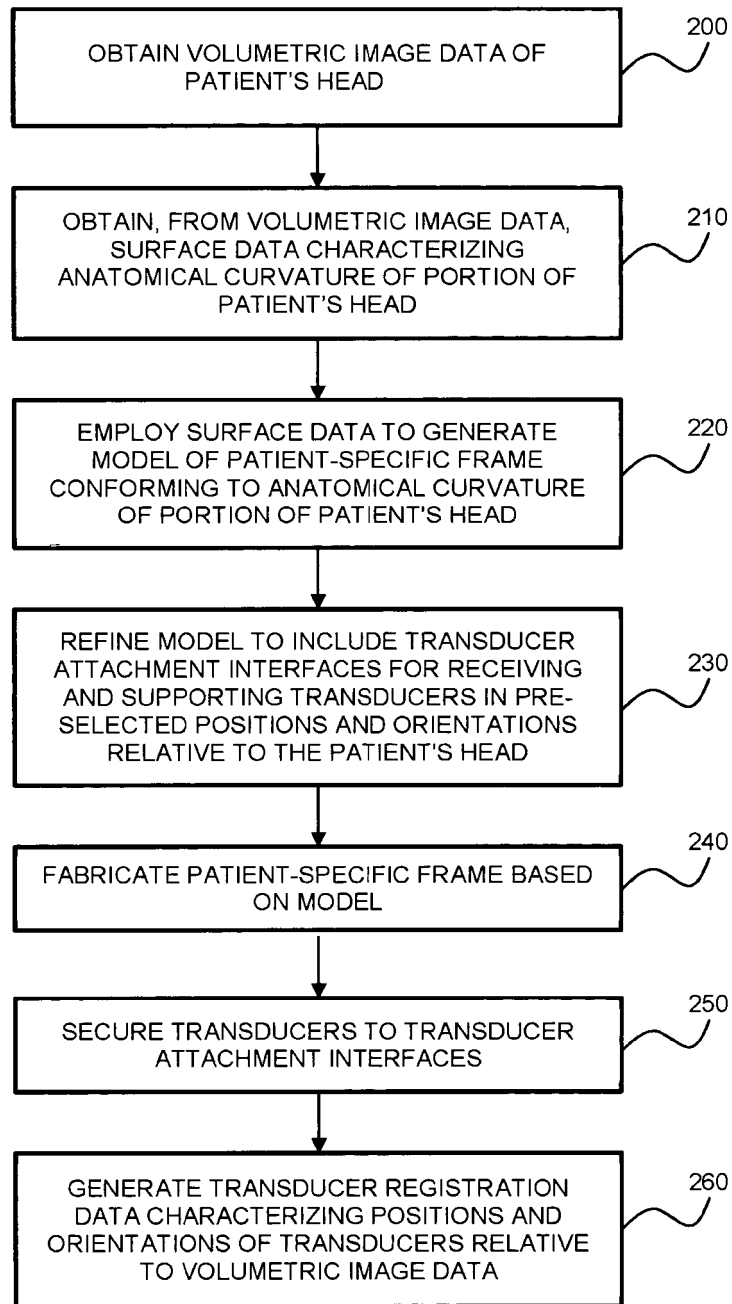 OBTAIN VOLUMETRIC IMAGE DATA OF
PATIENT'S HEAD
200
OBTAIN, FROM VOLUMETRIC IMAGE DATA,
SURFACE DATA CHARACTERIZING
ANATOMICAL CURVATURE OF PORTION OF
PATIENT'S HEAD
210
EMPLOY SURFACE DATA TO GENERATE
MODEL OF PATIENT-SPECIFIC FRAME
CONFORMING TO ANATOMICAL CURVATURE
OF PORTION OF PATIENT'S HEAD
220
REFINE MODEL TO INCLUDE TRANSDUCER
ATTACHMENT INTERFACES FOR RECEIVING
AND SUPPORTING TRANSDUCERS IN PRE-
SELECTED POSITIONS AND ORIENTATIONS
RELATIVE TO THE PATIENT'S HEAD
230
FABRICATE PATIENT-SPECIFIC FRAME BASED
ON MODEL
240
SECURE TRANSDUCERS TO TRANSDUCER
ATTACHMENT INTERFACES
250
GENERATE TRANSDUCER REGISTRATION
DATA CHARACTERIZING POSITIONS AND
ORIENTATIONS OF TRANSDUCERS RELATIVE
TO VOLUMETRIC IMAGE DATA
260